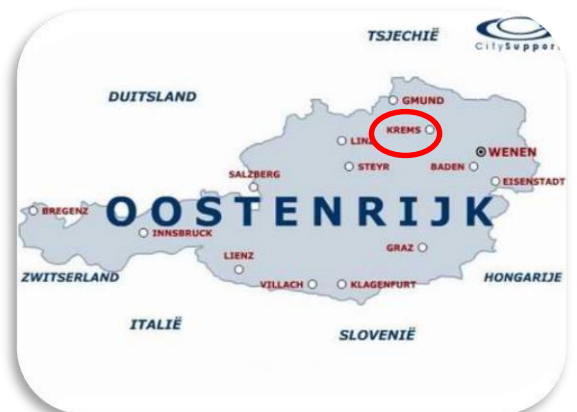 TSJECHIË
CitySuppor
DUITSLAND
GMUND
KREMS
LINZ
WENEN
STEYR
BADEN
SALZBERG
EISENSTADT
BREGENZ
OOSTENRIJK
INNSBRUCK
GRAZ
LIENZ
ZWITSERLAND
VILLACH
KLAGENFURT
HONGARIJE
ITALIË
SLOVENIË